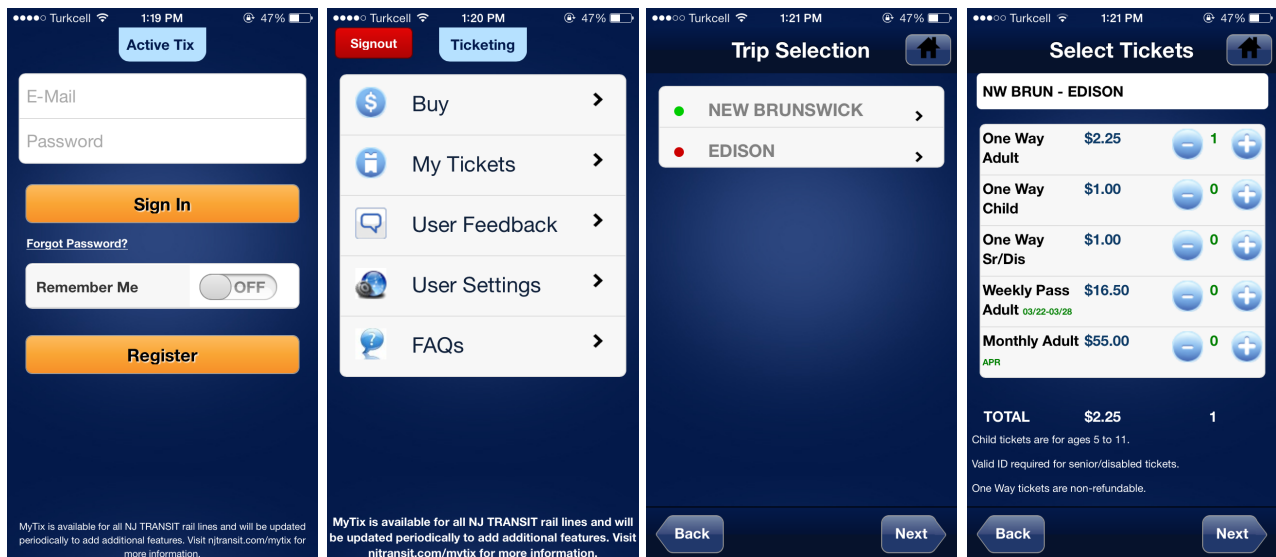 Turkcell 1:19 PM 47%
Active Tix
E-Mail
Password
Sign In
Forgot Password?
Remember Me OFF
Register
MyTix is available for all NJ TRANSIT rail lines and will be updated
periodically to add additional features. Visit njtransit.com/mytix for
more information.
Turkcell 1:20 PM 47%
Signout Ticketing
Buy
My Tickets
User Feedback
User Settings
FAQs
MyTix is available for all NJ TRANSIT rail lines and will
be updated periodically to add additional features. Visit
njtransit.com/mytix for more information.
Turkcell 1:21 PM 47%
Trip Selection
NEW BRUNSWICK
EDISON
Back Next
Turkcell 1:21 PM 47%
Select Tickets
NW BRUN - EDISON
One Way $2.25 1
Adult
One Way $1.00 0
Child
One Way $1.00 0
Sr/Dis
Weekly Pass $16.50 0
Adult 03/22-03/28
Monthly Adult $55.00 0
APR
TOTAL $2.25 1
Child tickets are for ages 5 to 11.
Valid ID required for senior/disabled tickets.
One Way tickets are non-refundable.
Back Next